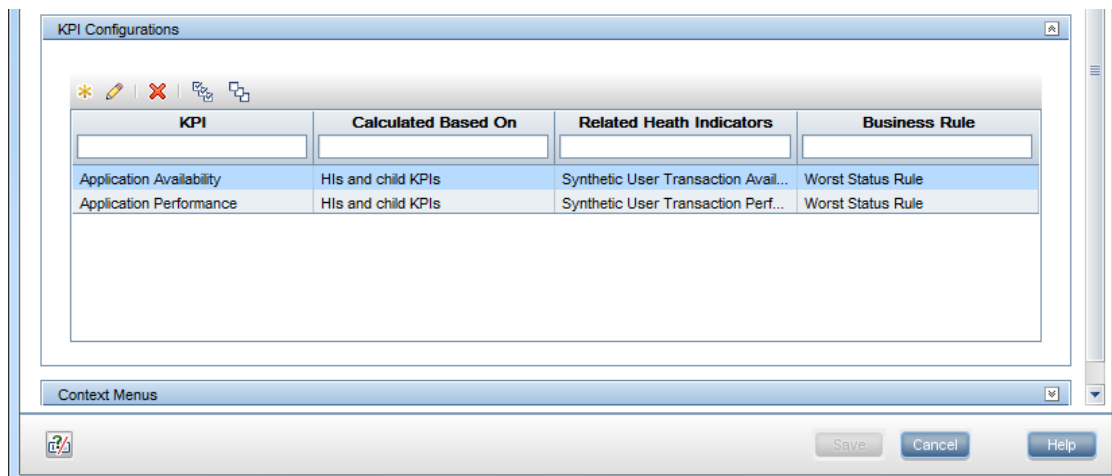 KPI Configurations
KPI Calculated Based On Related Heath Indicators Business Rule
Application Availability HIs and child KPIs Synthetic User Transaction Avail... Worst Status Rule
Application Performance HIs and child KPIs Synthetic User Transaction Perf... Worst Status Rule
Context Menus
Save Cancel Help